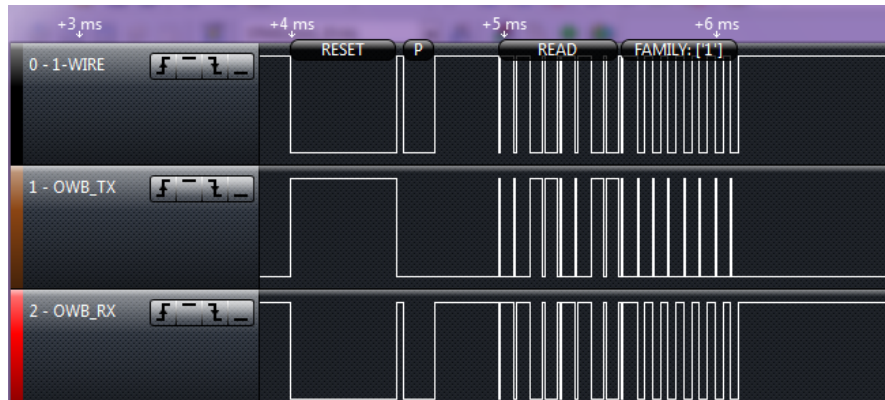 +3 ms +4 ms +5 ms +6 ms
RESET P READ FAMILY: ['1']
0 - 1-WIRE
1 - OWB_TX
2 - OWB_RX